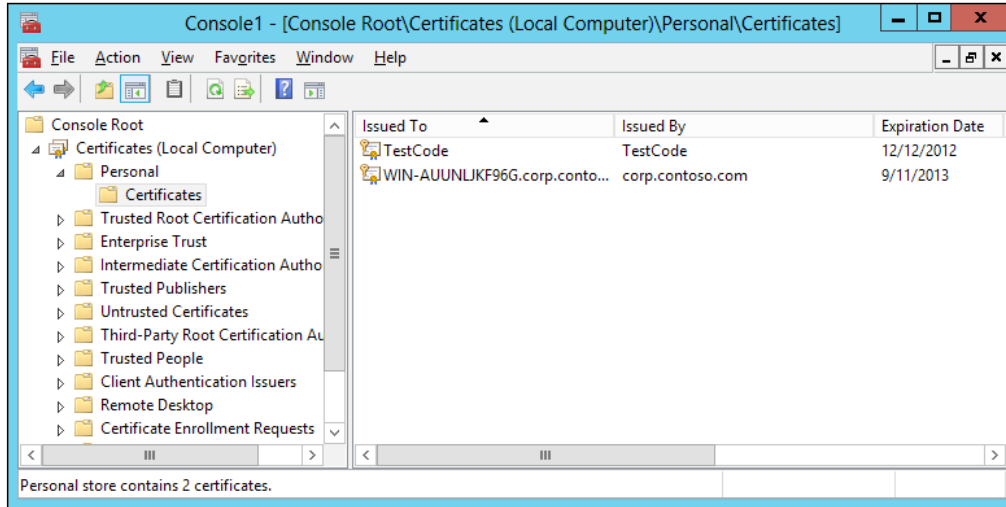 Console1 - [Console Root\Certificates (Local Computer)\Personal\Certificates]
File Action View Favorites Window Help
Console Root
Certificates (Local Computer)
Personal
Certificates
Trusted Root Certification Autho
Enterprise Trust
Intermediate Certification Autho
Trusted Publishers
Untrusted Certificates
Third-Party Root Certification Au
Trusted People
Client Authentication Issuers
Remote Desktop
Certificate Enrollment Requests
Issued To Issued By Expiration Date
TestCode TestCode 12/12/2012
WIN-AUUNLJKF96G.corp.conto... corp.contoso.com 9/11/2013
Personal store contains 2 certificates.